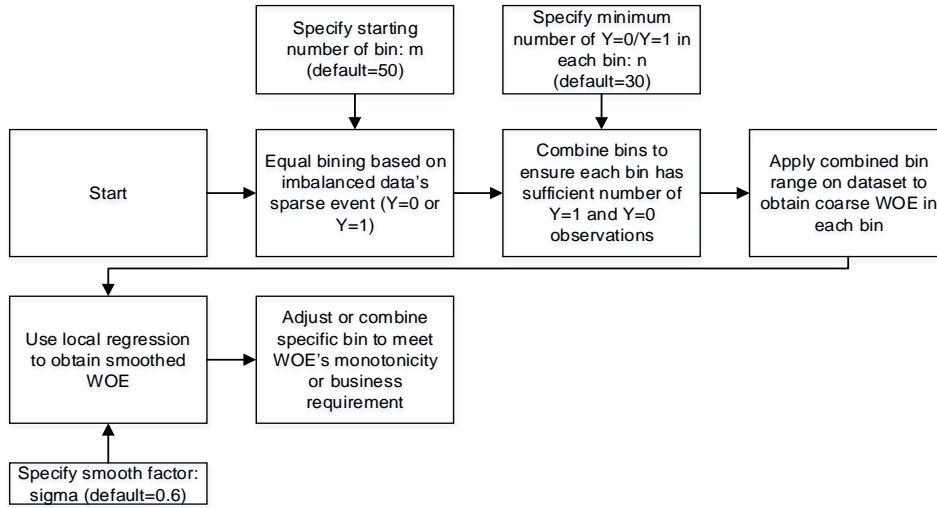 Specify starting
number of bin: m
(default=50)
Specify minimum
number of Y=0/Y=1 in
each bin: n
(default=30)
Start
Equal bining based on
imbalanced data's
sparse event (Y=0 or
Y=1)
Combine bins to
ensure each bin has
sufficient number of
Y=1 and Y=0
observations
Apply combined bin
range on dataset to
obtain coarse WOE in
each bin
Use local regression
to obtain smoothed
WOE
Adjust or combine
specific bin to meet
WOE's monotonicity
or business
requirement
Specify smooth factor:
sigma (default=0.6)